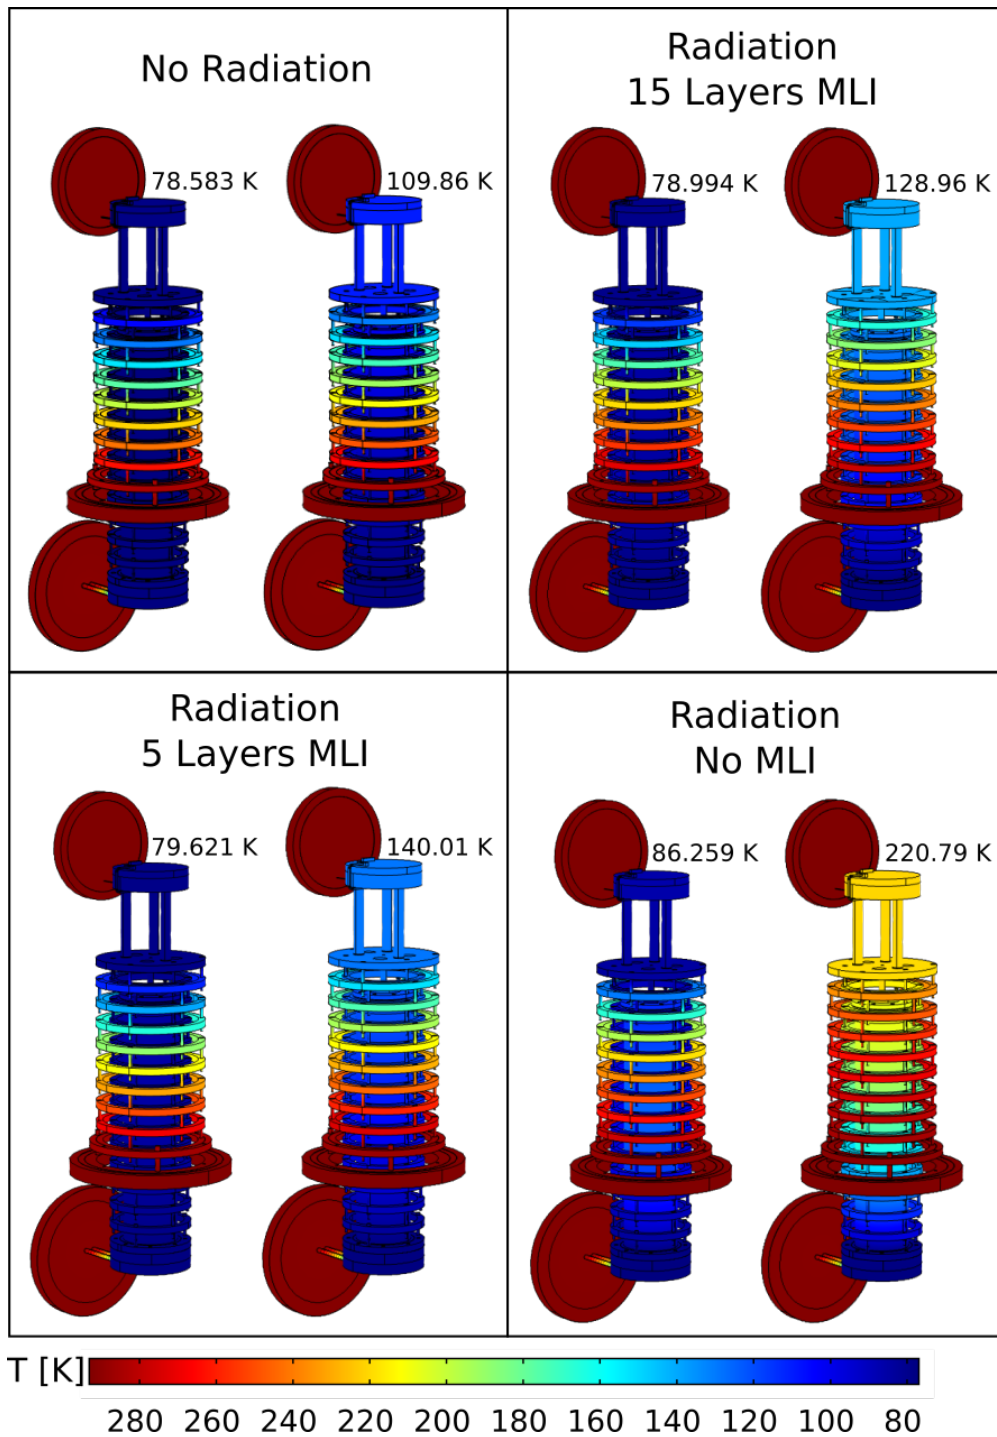 No Radiation
78.583 K 109.86 K
Radiation
15 Layers MLI
78.994 K 128.96 K
Radiation
5 Layers MLI
79.621 K 140.01 K
Radiation
No MLI
86.259 K 220.79 K
T [K]
280 260 240 220 200 180 160 140 120 100 80